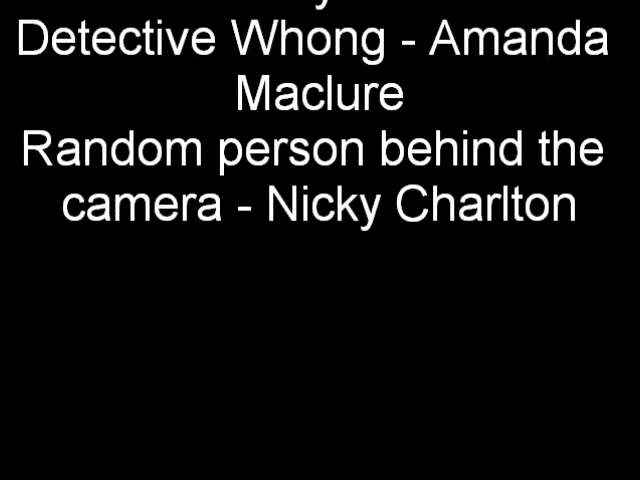 Detective Whong - Amanda
Maclure
Random person behind the
camera - Nicky Charlton